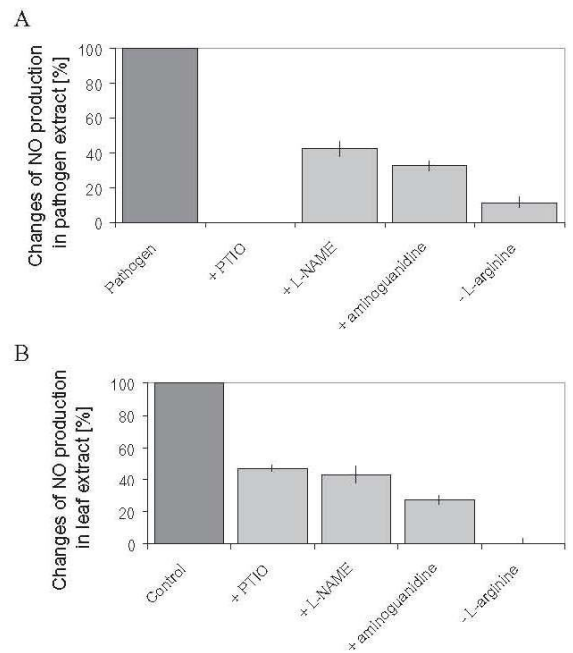 A
Changes of NO production
in pathogen extract [%]
100
80
60
40
20
0
Pathogen
+ PTIO
+ L-NAME
+ aminoguanidine
- L-arginine
B
Changes of NO production
in leaf extract [%]
100
80
60
40
20
0
Control
+ PTIO
+ L-NAME
+ aminoguanidine
- L-arginine